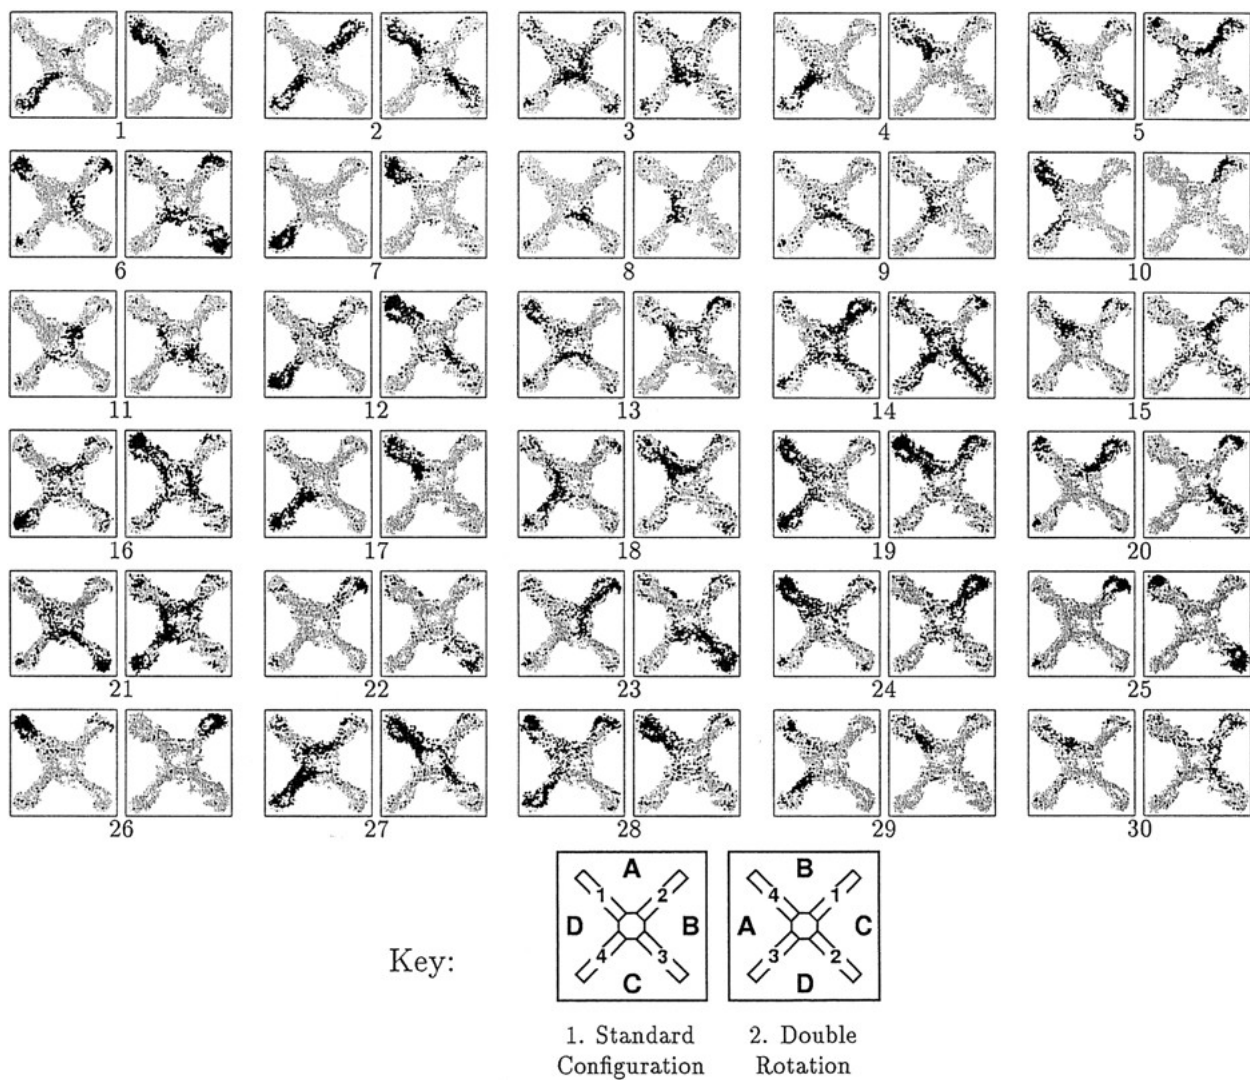 1 2 3 4 5
6 7 8 9 10
11 12 13 14 15
16 17 18 19 20
21 22 23 24 25
26 27 28 29 30
A B
1 2 4 1
D B A C
4 3 3 2
C D
Key:
1. Standard 2. Double
Configuration Rotation